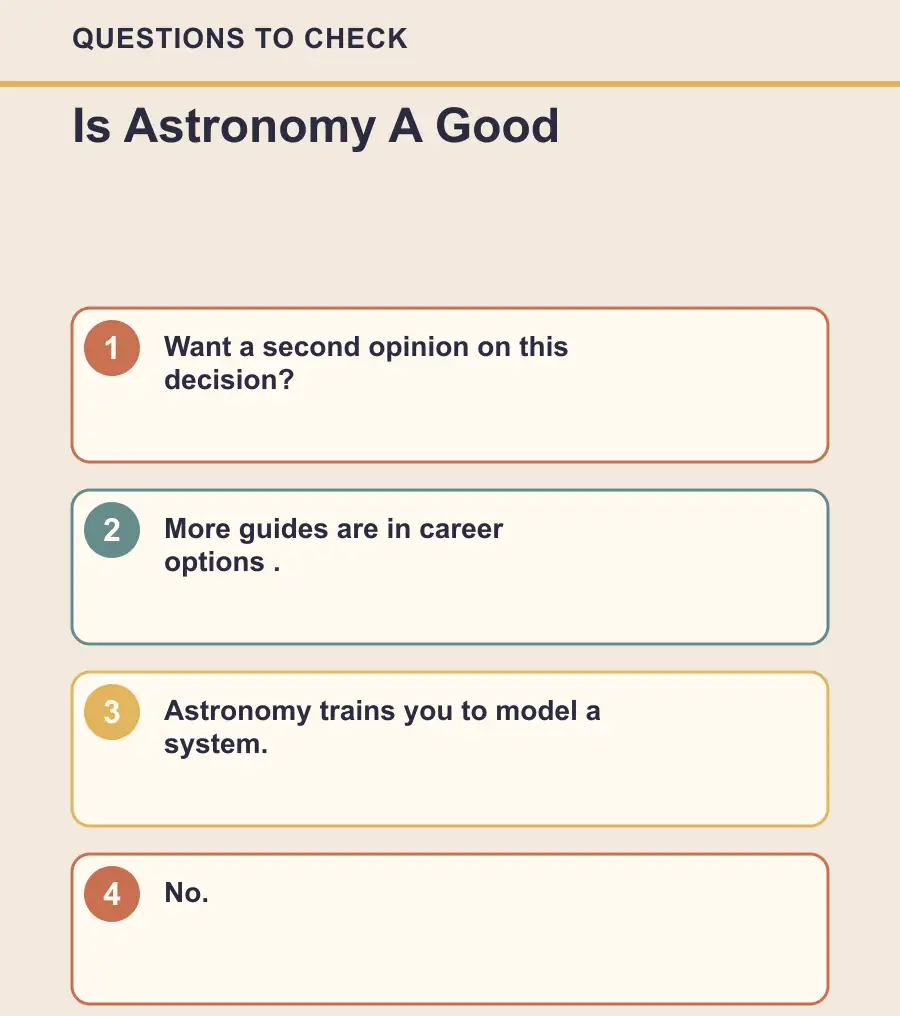 QUESTIONS TO CHECK
Is Astronomy A Good
1
Want a second opinion on this
decision?
2
More guides are in career
options .
3
Astronomy trains you to model a
system.
4
No.